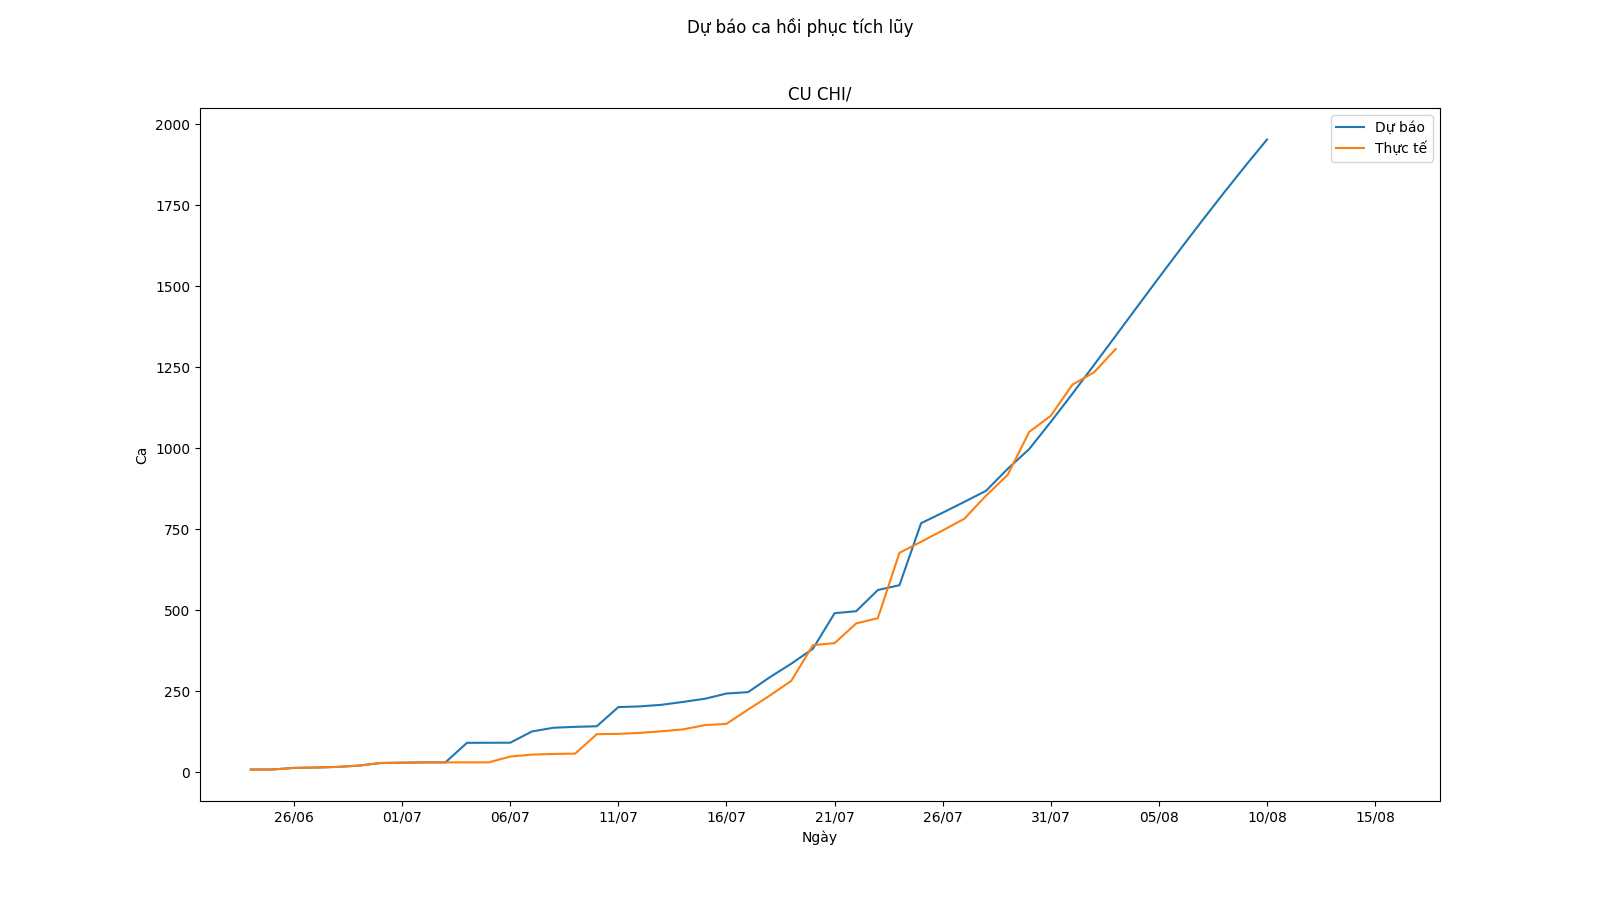 Dự báo ca hồi phục tích lũy
CU CHI/
Dự báo
Thực tế
2000
1750
1500
1250
1000
750
500
250
0
Ca
26/06 01/07 06/07 11/07 16/07 21/07 26/07 31/07 05/08 10/08 15/08
Ngày